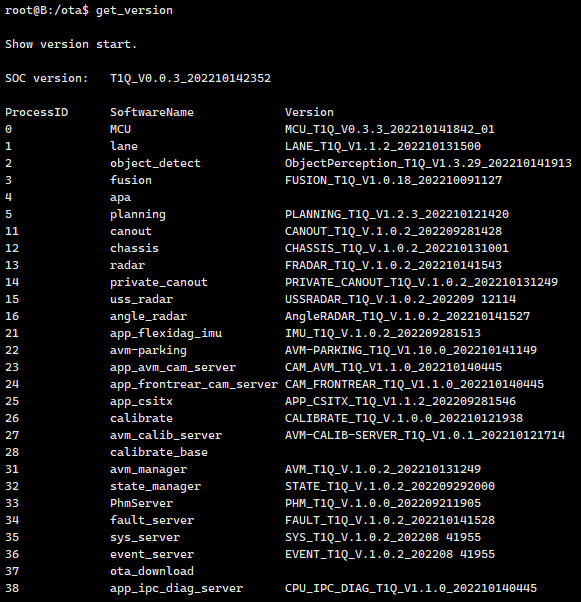 root@B:/ota$ get_version
Show version start.
SOC version: T1Q_V0.0.3_202210142352
ProcessID SoftwareName Version
0 MCU MCU_T1Q_V0.3.3_202210141842_01
1 lane LANE_T1Q_V1.1.2_202210131500
2 object_detect ObjectPerception_T1Q_V1.3.29_202210141913
3 fusion FUSION_T1Q_V1.0.18_202210091127
4 apa
5 planning PLANNING_T1Q_V1.2.3_202210121420
11 canout CANOUT_T1Q_V.1.0.2_202209281428
12 chassis CHASSIS_T1Q_V.1.0.2_202210131001
13 radar FRADAR_T1Q_V.1.0.2_202210141543
14 private_canout PRIVATE_CANOUT_T1Q_V.1.0.2_202210131249
15 uss_radar USSRADAR_T1Q_V.1.0.2_202209 12114
16 angle_radar AngleRADAR_T1Q_V.1.0.2_202210141527
21 app_flexidag_imu IMU_T1Q_V.1.0.2_202209281513
22 avm-parking AVM-PARKING_T1Q_V1.10.0_202210141149
23 app_avm_cam_server CAM_AVM_T1Q_V1.1.0_202210140445
24 app_frontrear_cam_server CAM_FRONTREAR_T1Q_V1.1.0_202210140445
25 app_csitx APP_CSITX_T1Q_V1.1.2_202209281546
26 calibrate CALIBRATE_T1Q_V.1.0.0_202210121938
27 avm_calib_server AVM-CALIB-SERVER_T1Q_V1.0.1_202210121714
28 calibrate_base
31 avm_manager AVM_T1Q_V.1.0.2_202210131249
32 state_manager STATE_T1Q_V.1.0.2_202209292000
33 PhmServer PHM_T1Q_V.1.0.0_202209211905
34 fault_server FAULT_T1Q_V.1.0.2_202210141528
35 sys_server SYS_T1Q_V.1.0.2_202208 41955
36 event_server EVENT_T1Q_V.1.0.2_202208 41955
37 ota_download
38 app_ipc_diag_server CPU_IPC_DIAG_T1Q_V1.1.0_202210140445